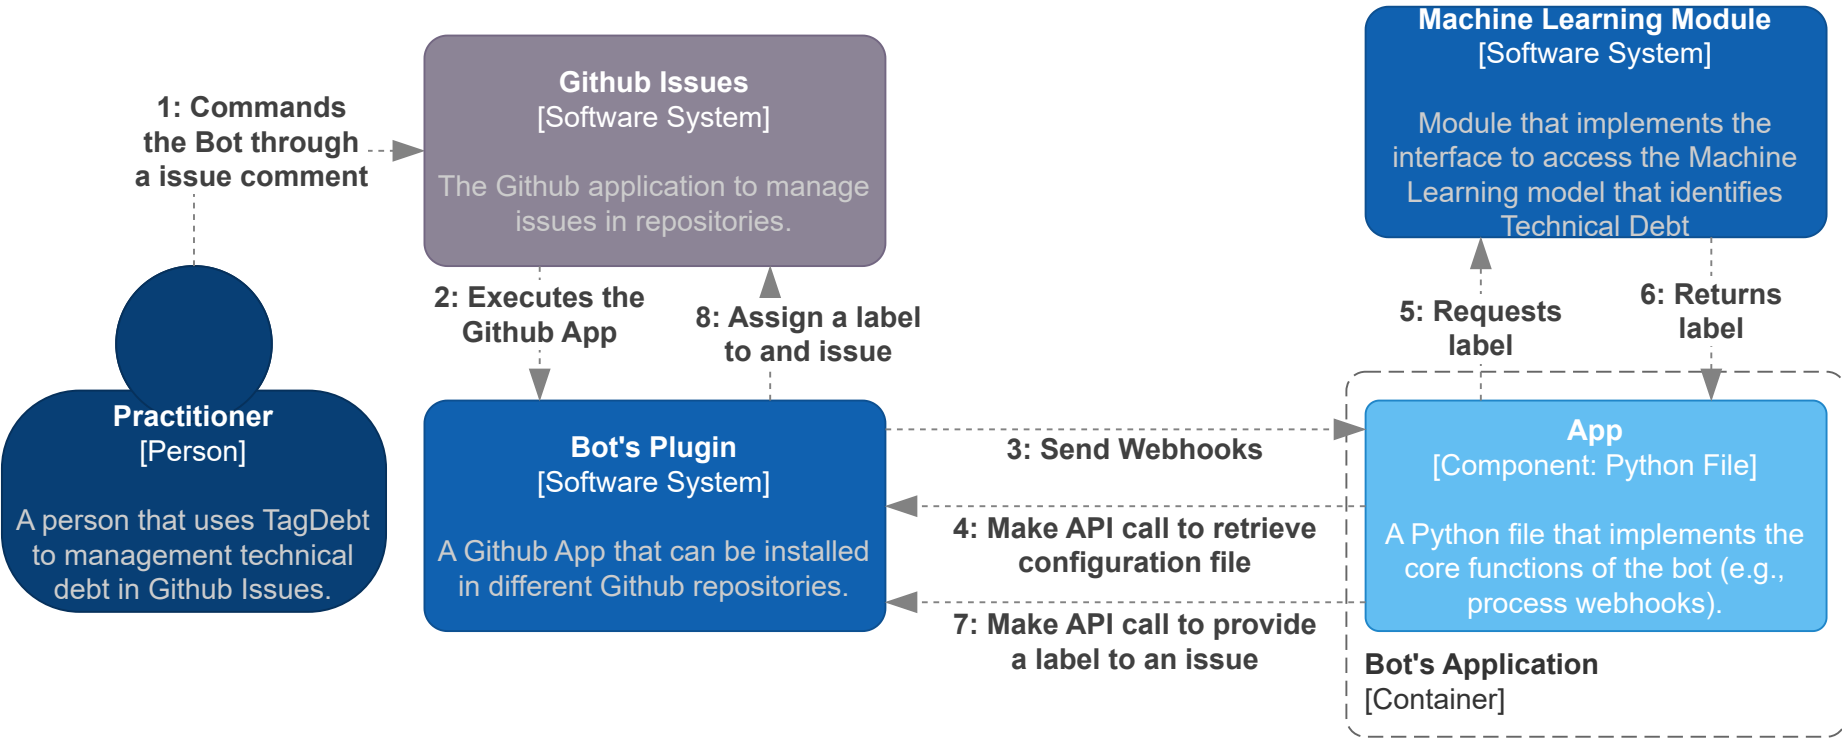 1: Commands
the Bot through
a issue comment
Github Issues
[Software System]
The Github application to manage
issues in repositories.
Machine Learning Module
[Software System]
Module that implements the
interface to access the Machine
Learning model that identifies
Technical Debt
2: Executes the
Github App
8: Assign a label
to and issue
5: Requests
label
6: Returns
label
Practitioner
[Person]
A person that uses TagDebt
to management technical
debt in Github Issues.
Bot's Plugin
[Software System]
A Github App that can be installed
in different Github repositories.
3: Send Webhooks
4: Make API call to retrieve
configuration file
7: Make API call to provide
a label to an issue
App
[Component: Python File]
A Python file that implements the
core functions of the bot (e.g.,
process webhooks).
Bot's Application
[Container]